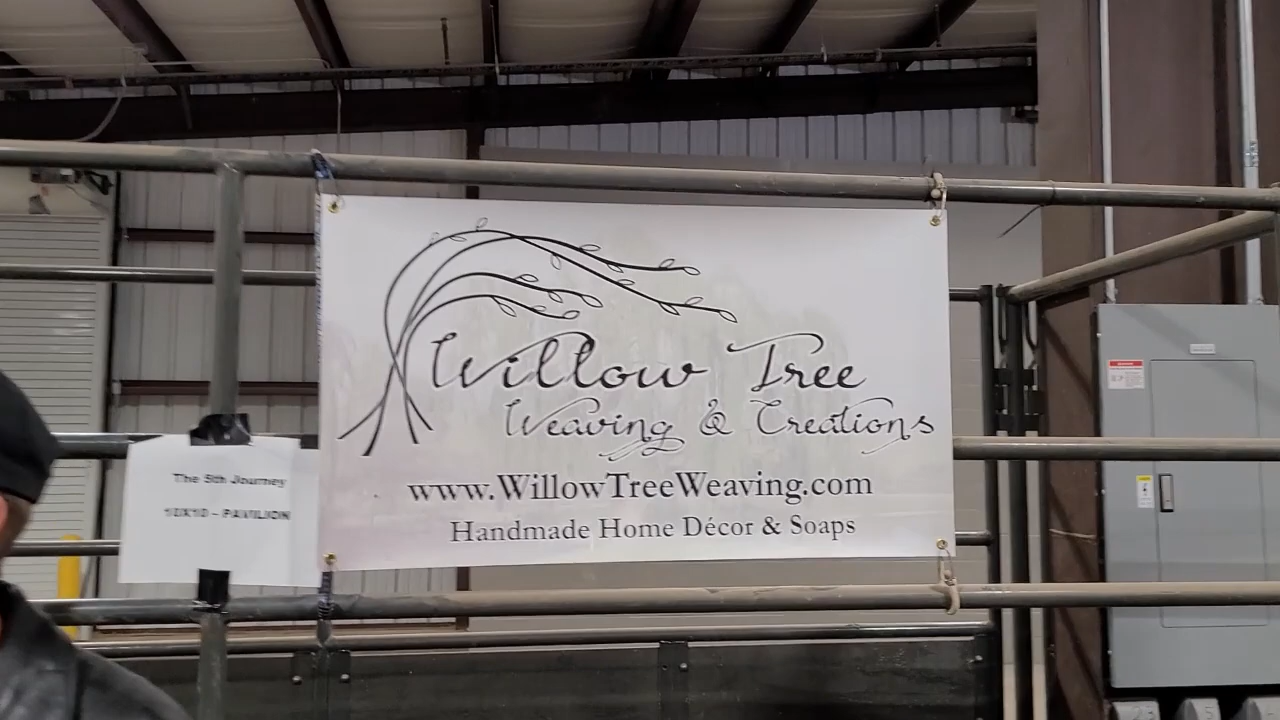 Willow Tree
Weaving & Creations
www.WillowTreeWeaving.com
Handmade Home Décor & Soaps
The 5th Journey
10X10 - PAVILION